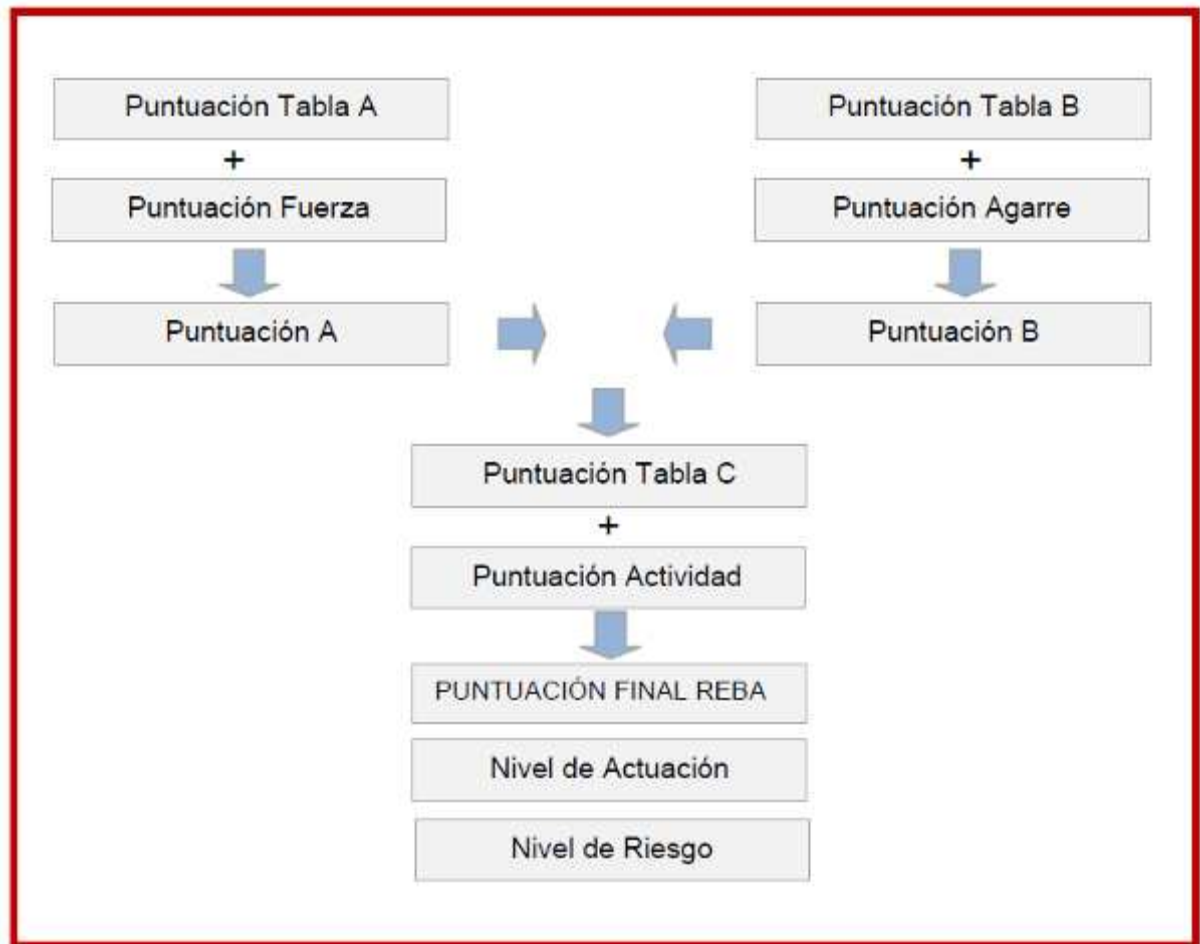 Puntuación Tabla A
+
Puntuación Fuerza
Puntuación A
Puntuación Tabla B
+
Puntuación Agarre
Puntuación B
Puntuación Tabla C
+
Puntuación Actividad
PUNTUACIÓN FINAL REBA
Nivel de Actuación
Nivel de Riesgo